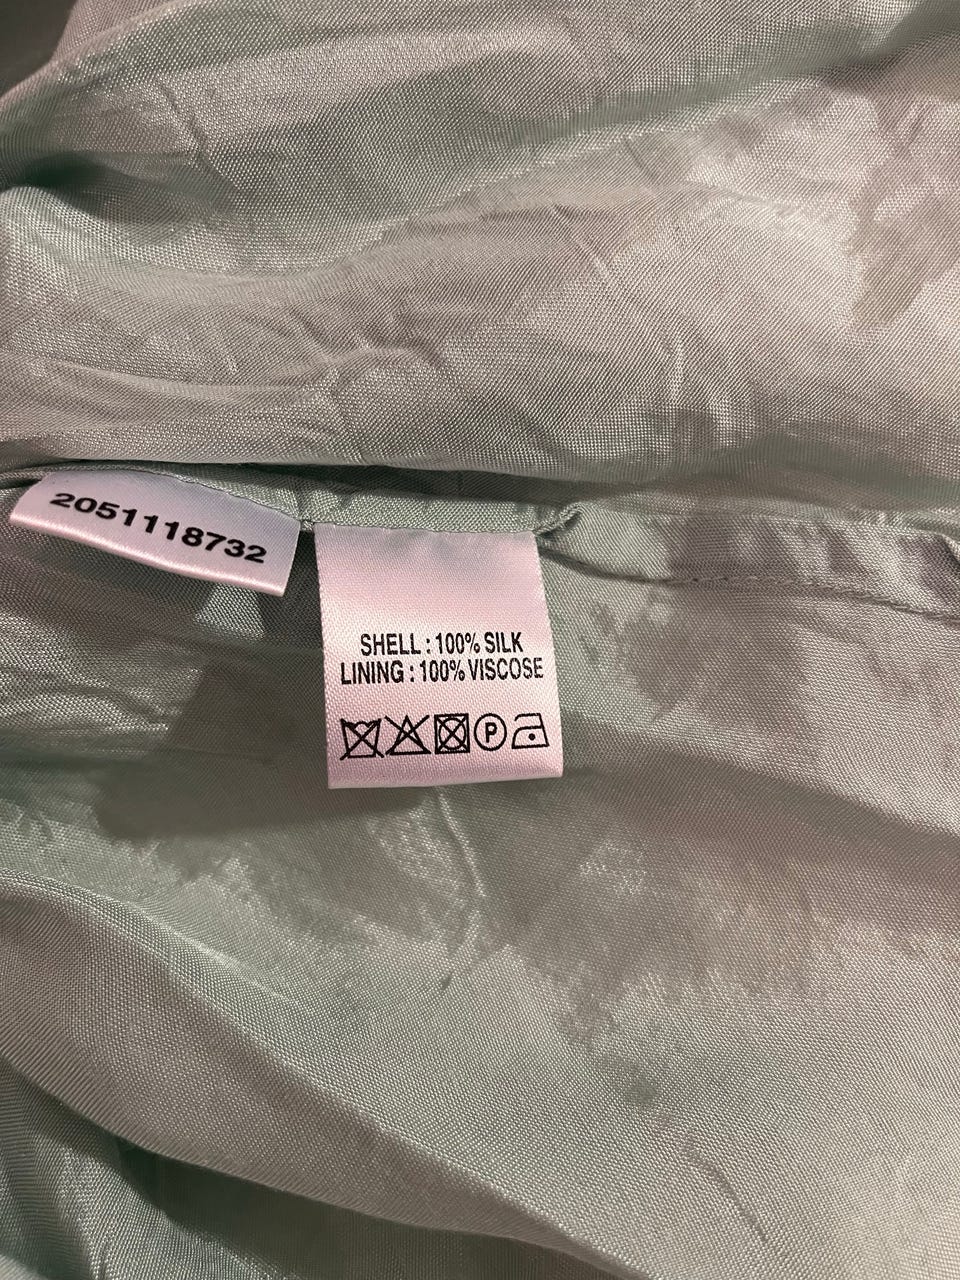 2051118732
SHELL : 100% SILK
LINING : 100% VISCOSE
P